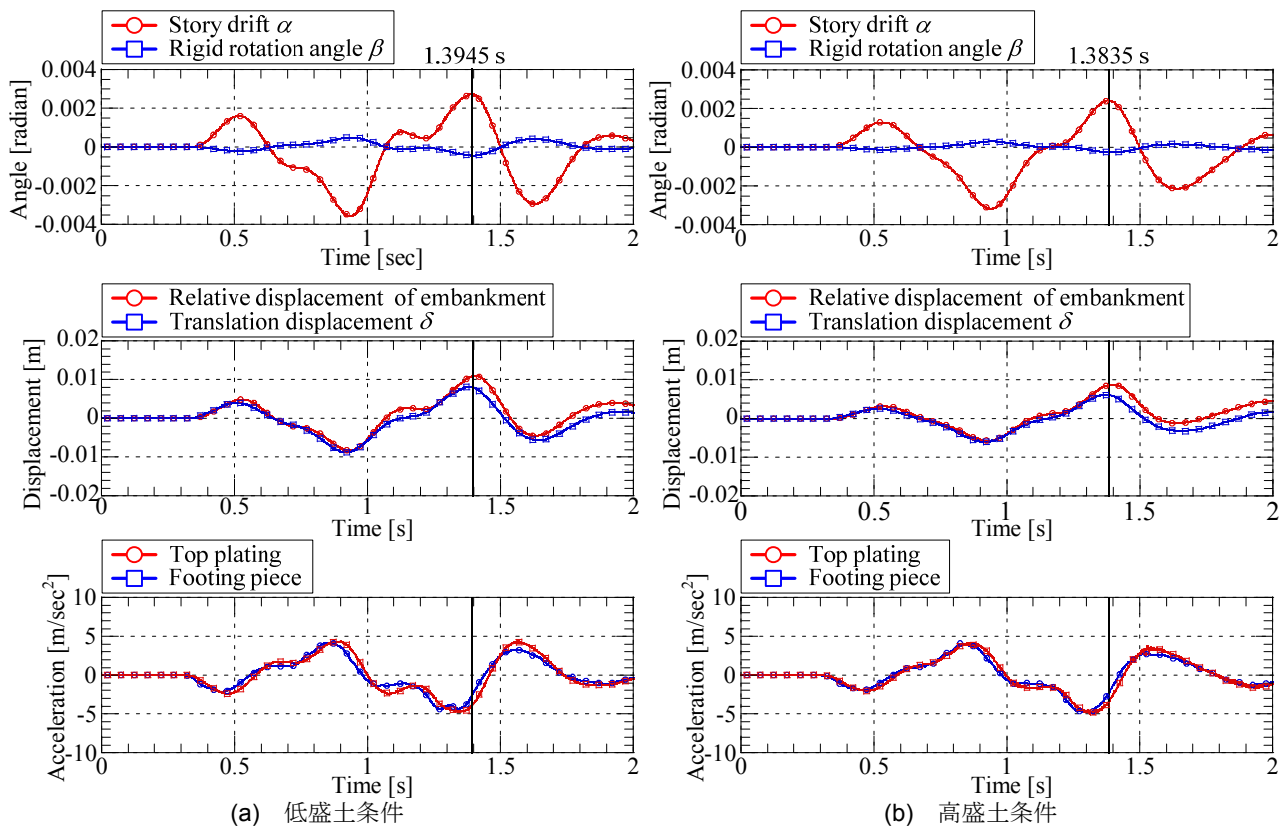 Story drift α
Rigid rotation angle β
1.3945 s
0.004
0.002
0
-0.002
-0.004
Angle [radian]
0 0.5 1 1.5 2
Time [sec]
Relative displacement of embankment
Translation displacement δ
0.02
0.01
0
-0.01
-0.02
Displacement [m]
0 0.5 1 1.5 2
Time [s]
Top plating
Footing piece
10
5
0
-5
-10
Acceleration [m/sec²]
0 0.5 1 1.5 2
Time [s]
(a) 低盛土条件
Story drift α
Rigid rotation angle β
1.3835 s
0.004
0.002
0
-0.002
-0.004
Angle [radian]
0 0.5 1 1.5 2
Time [s]
Relative displacement of embankment
Translation displacement δ
0.02
0.01
0
-0.01
-0.02
Displacement [m]
0 0.5 1 1.5 2
Time [s]
Top plating
Footing piece
10
5
0
-5
-10
Acceleration [m/sec²]
0 0.5 1 1.5 2
Time [s]
(b) 高盛土条件